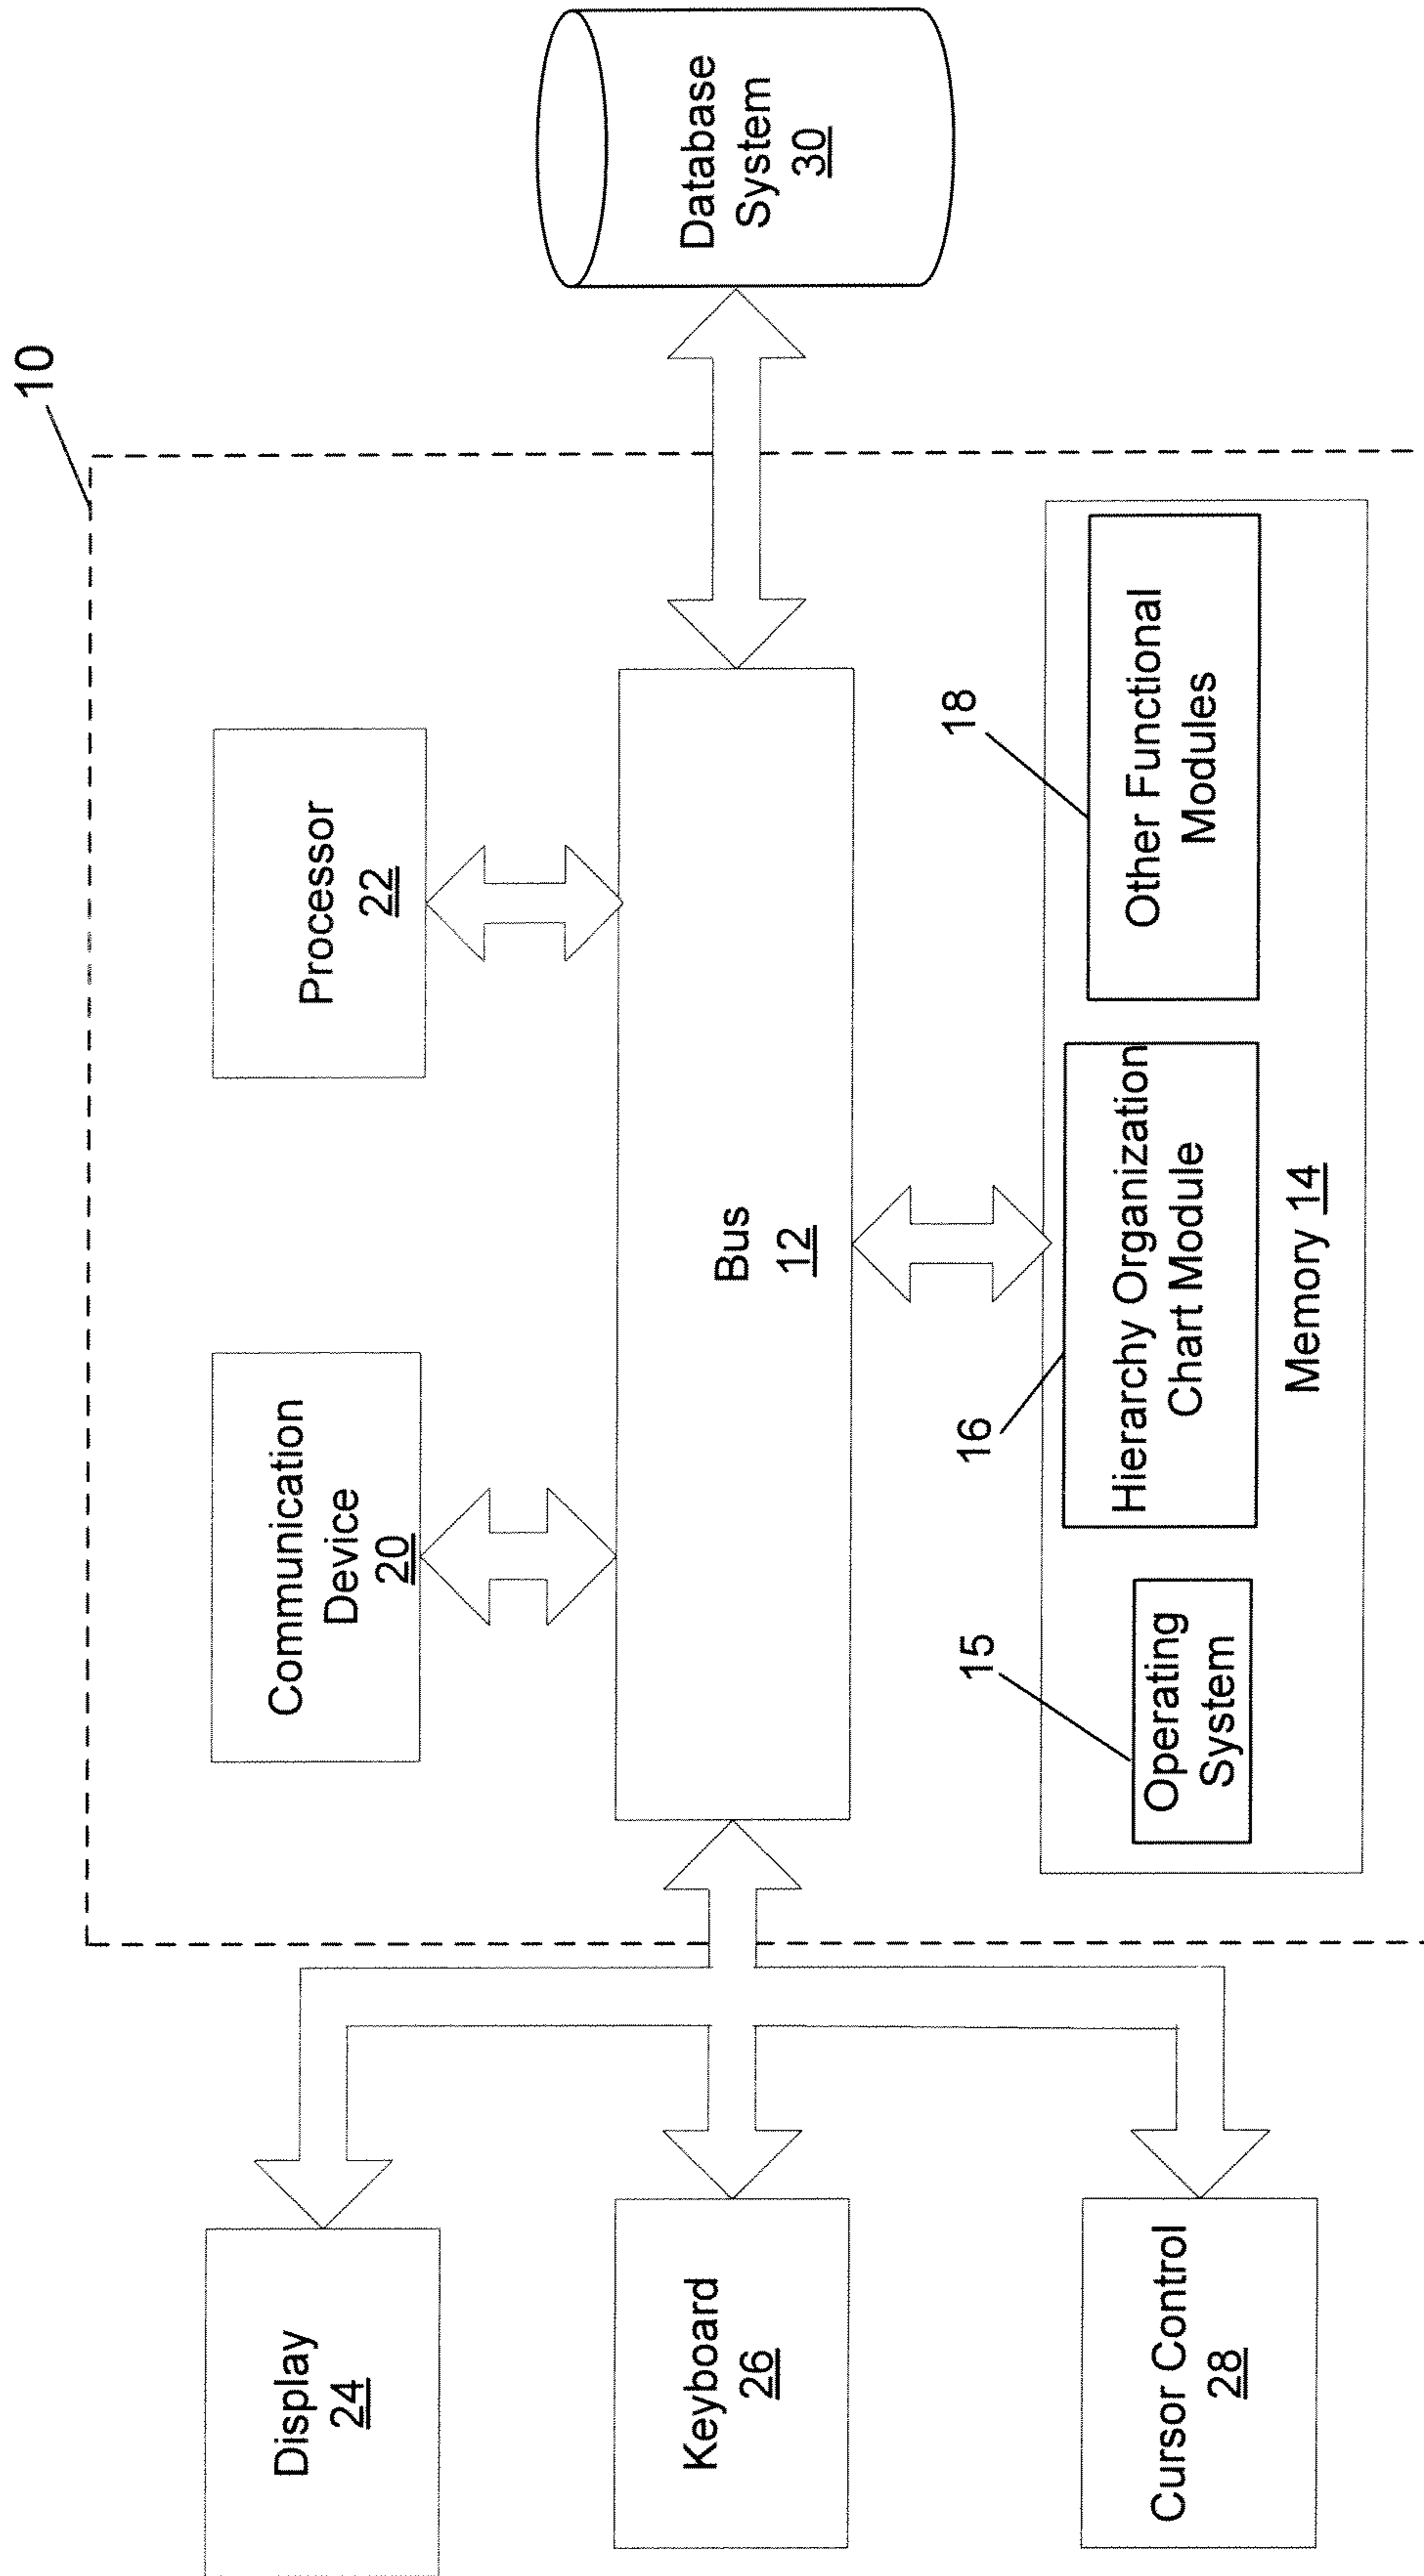 10
Communication
Device
20
Processor
22
Display
24
Keyboard
26
Bus
12
Database
System
30
15
16
18
Operating
System
Hierarchy Organization
Chart Module
Other Functional
Modules
Memory 14
Cursor Control
28